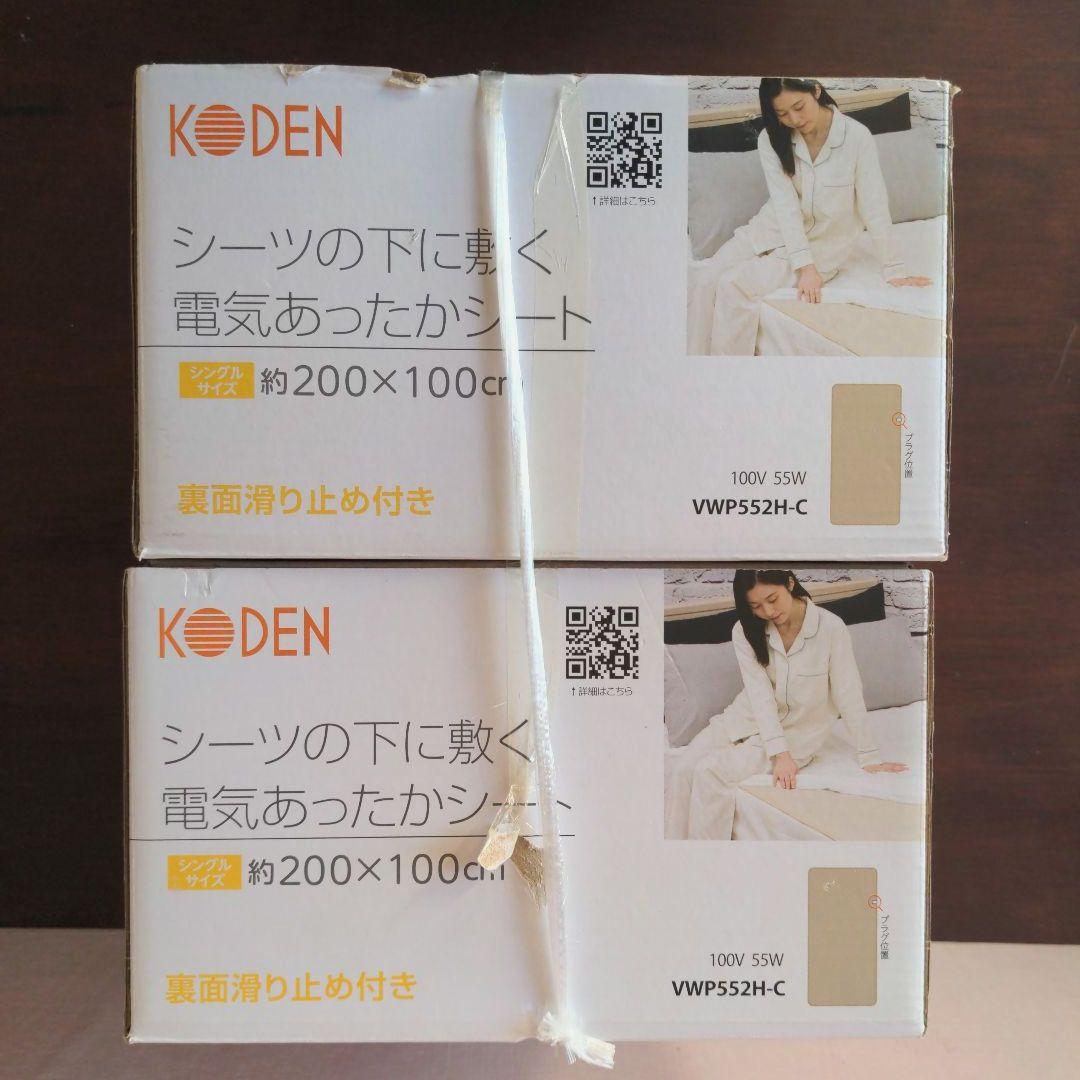 KODEN
↑詳細はこちら
シーツの下に敷く
電気あったかシート
シングル
サイズ
約200×100cm
裏面滑り止め付き
プラグ位置
100V 55W
VWP552H-C
KODEN
↑詳細はこちら
シーツの下に敷く
電気あったかシート
シングル
サイズ
約200×100cm
裏面滑り止め付き
プラグ位置
100V 55W
VWP552H-C